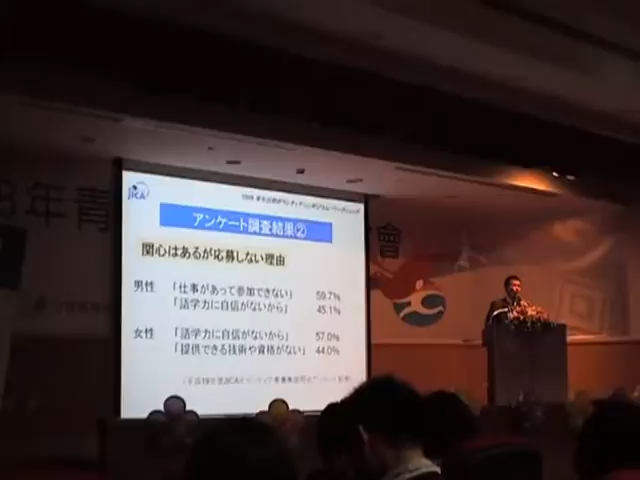 8年青
會
JICA
アンケート調査結果②
関心はあるが応募しない理由
男性 「仕事があって参加できない」 59.7%
「語学力に自信がないから」 45.1%
女性 「語学力に自信がないから」 57.0%
「提供できる技術や資格がない」 44.0%